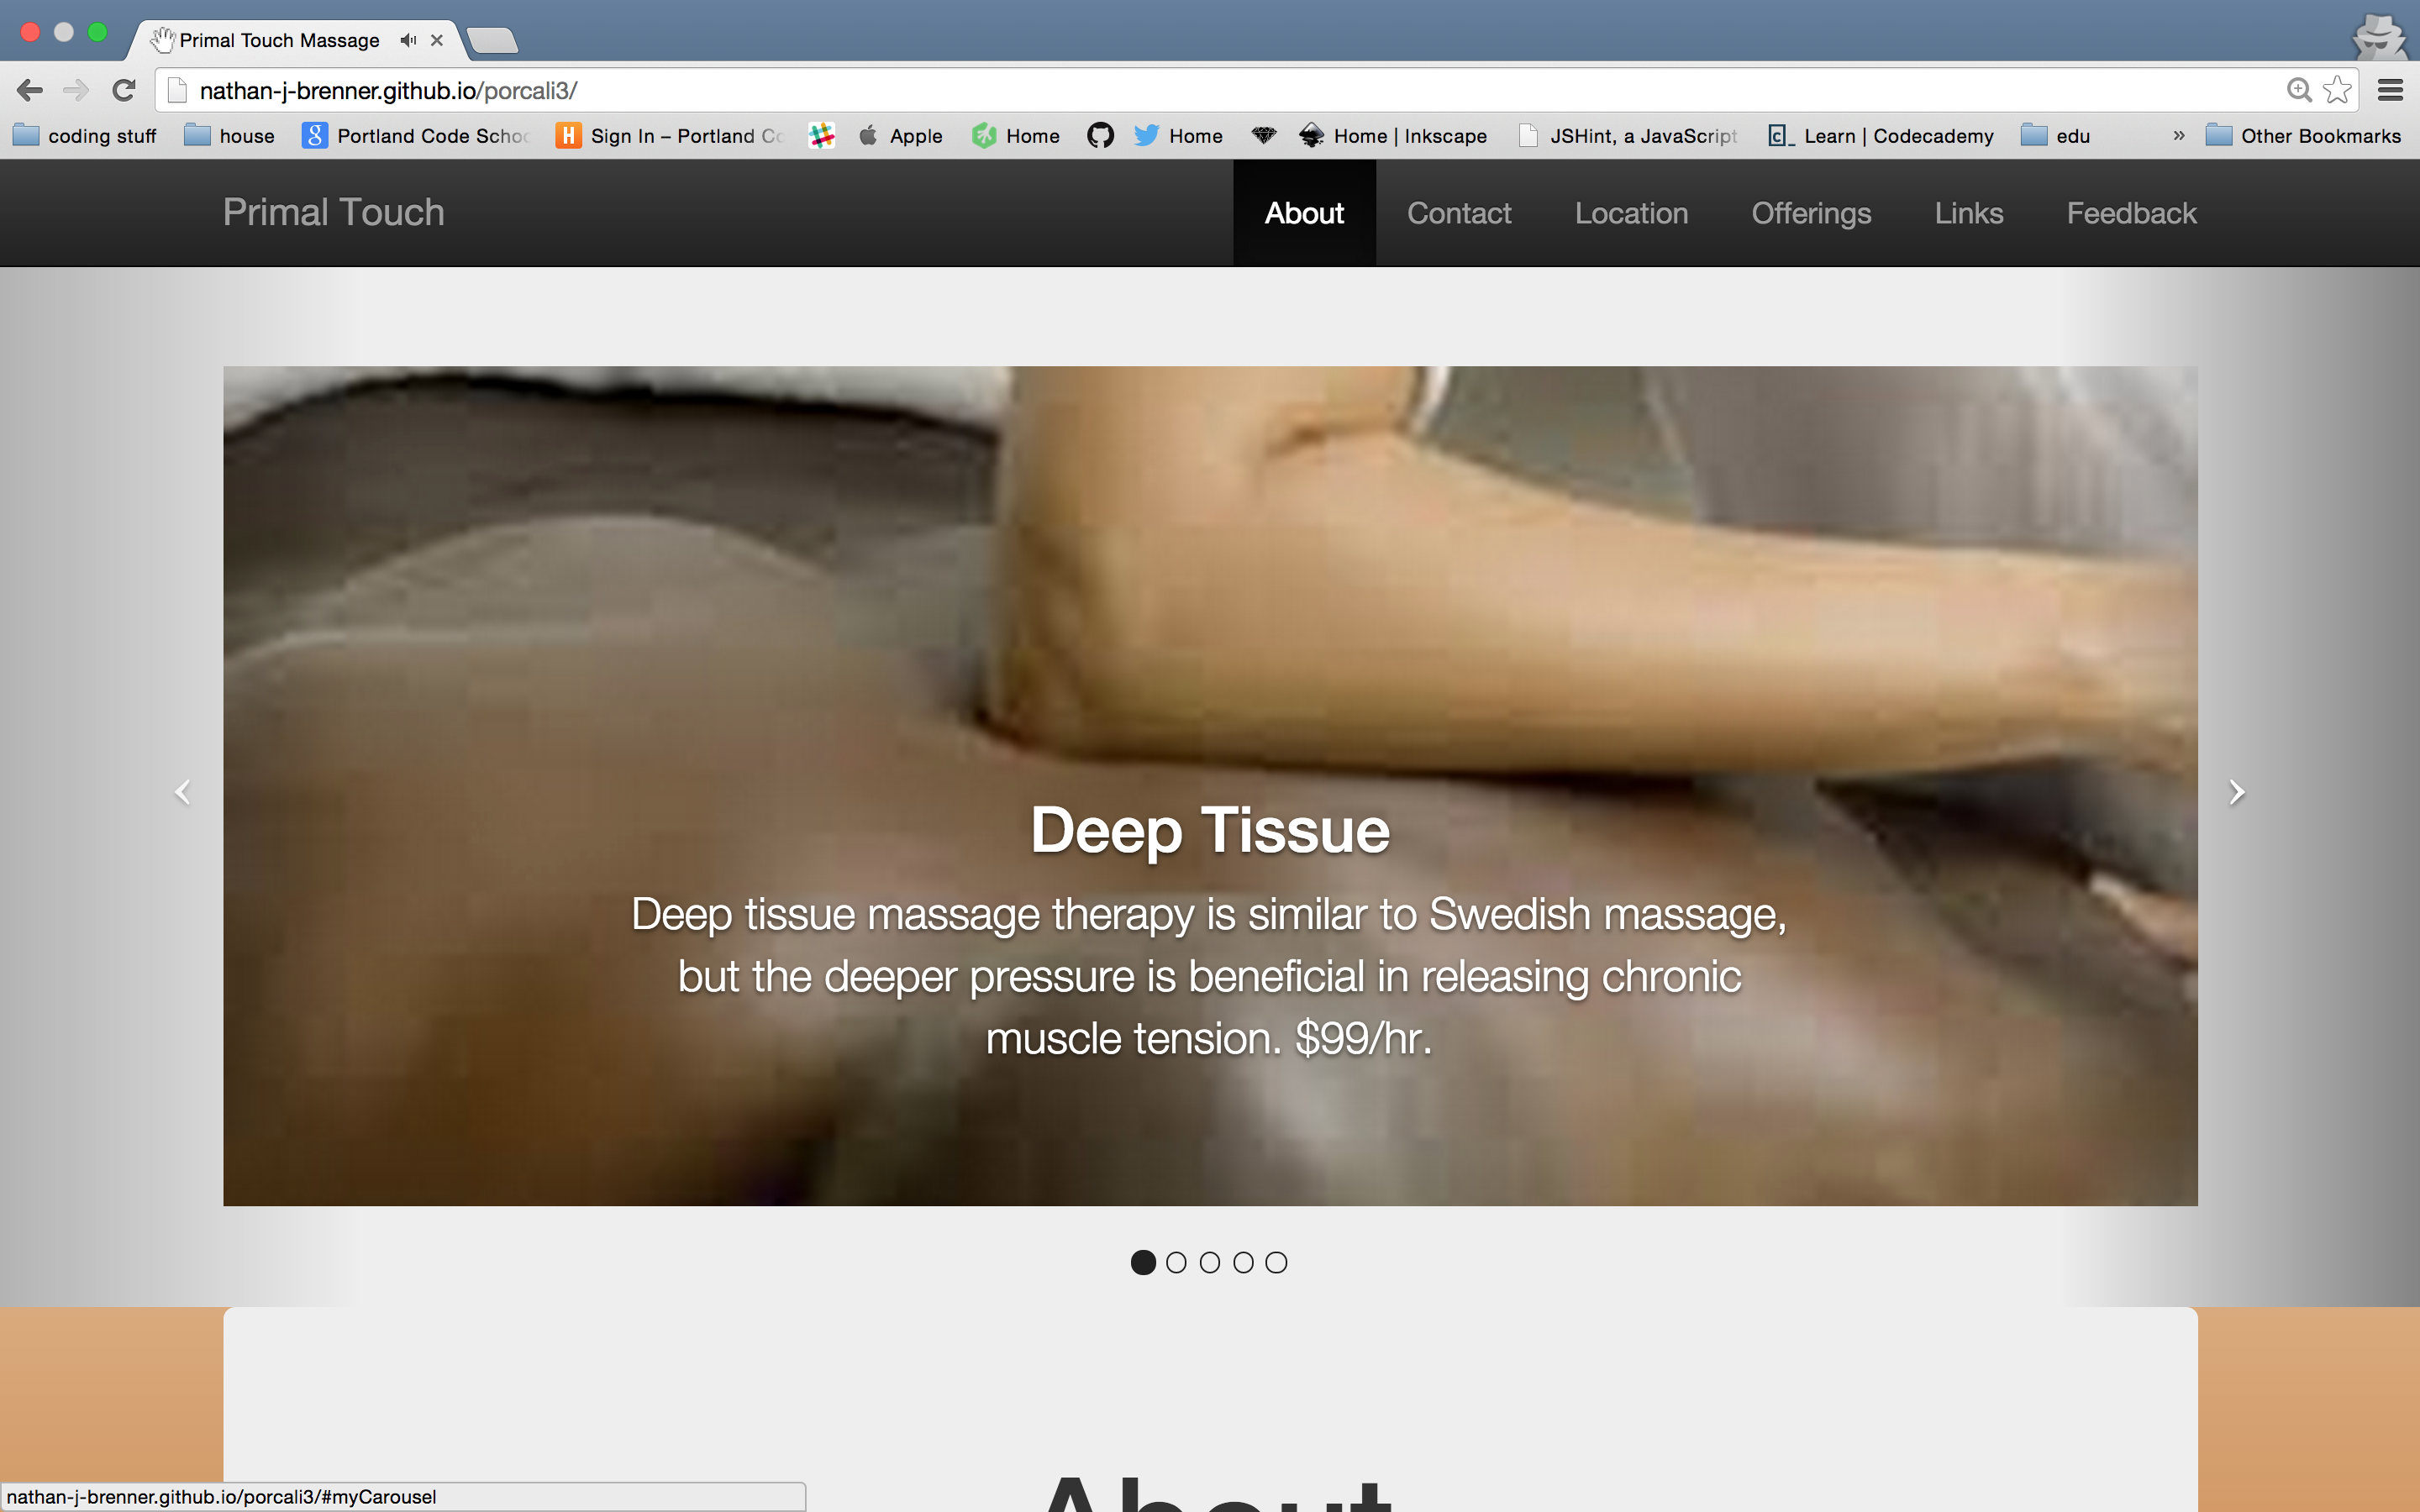 Primal Touch Massage
nathan-j-brenner.github.io/porcali3/
coding stuff house Portland Code Schoo Sign In – Portland Co Apple Home Home Home | Inkscape JSHint, a JavaScript Learn | Codecademy edu » Other Bookmarks
Primal Touch About Contact Location Offerings Links Feedback
Deep Tissue
Deep tissue massage therapy is similar to Swedish massage,
but the deeper pressure is beneficial in releasing chronic
muscle tension. $99/hr.
About
nathan-j-brenner.github.io/porcali3/#myCarousel